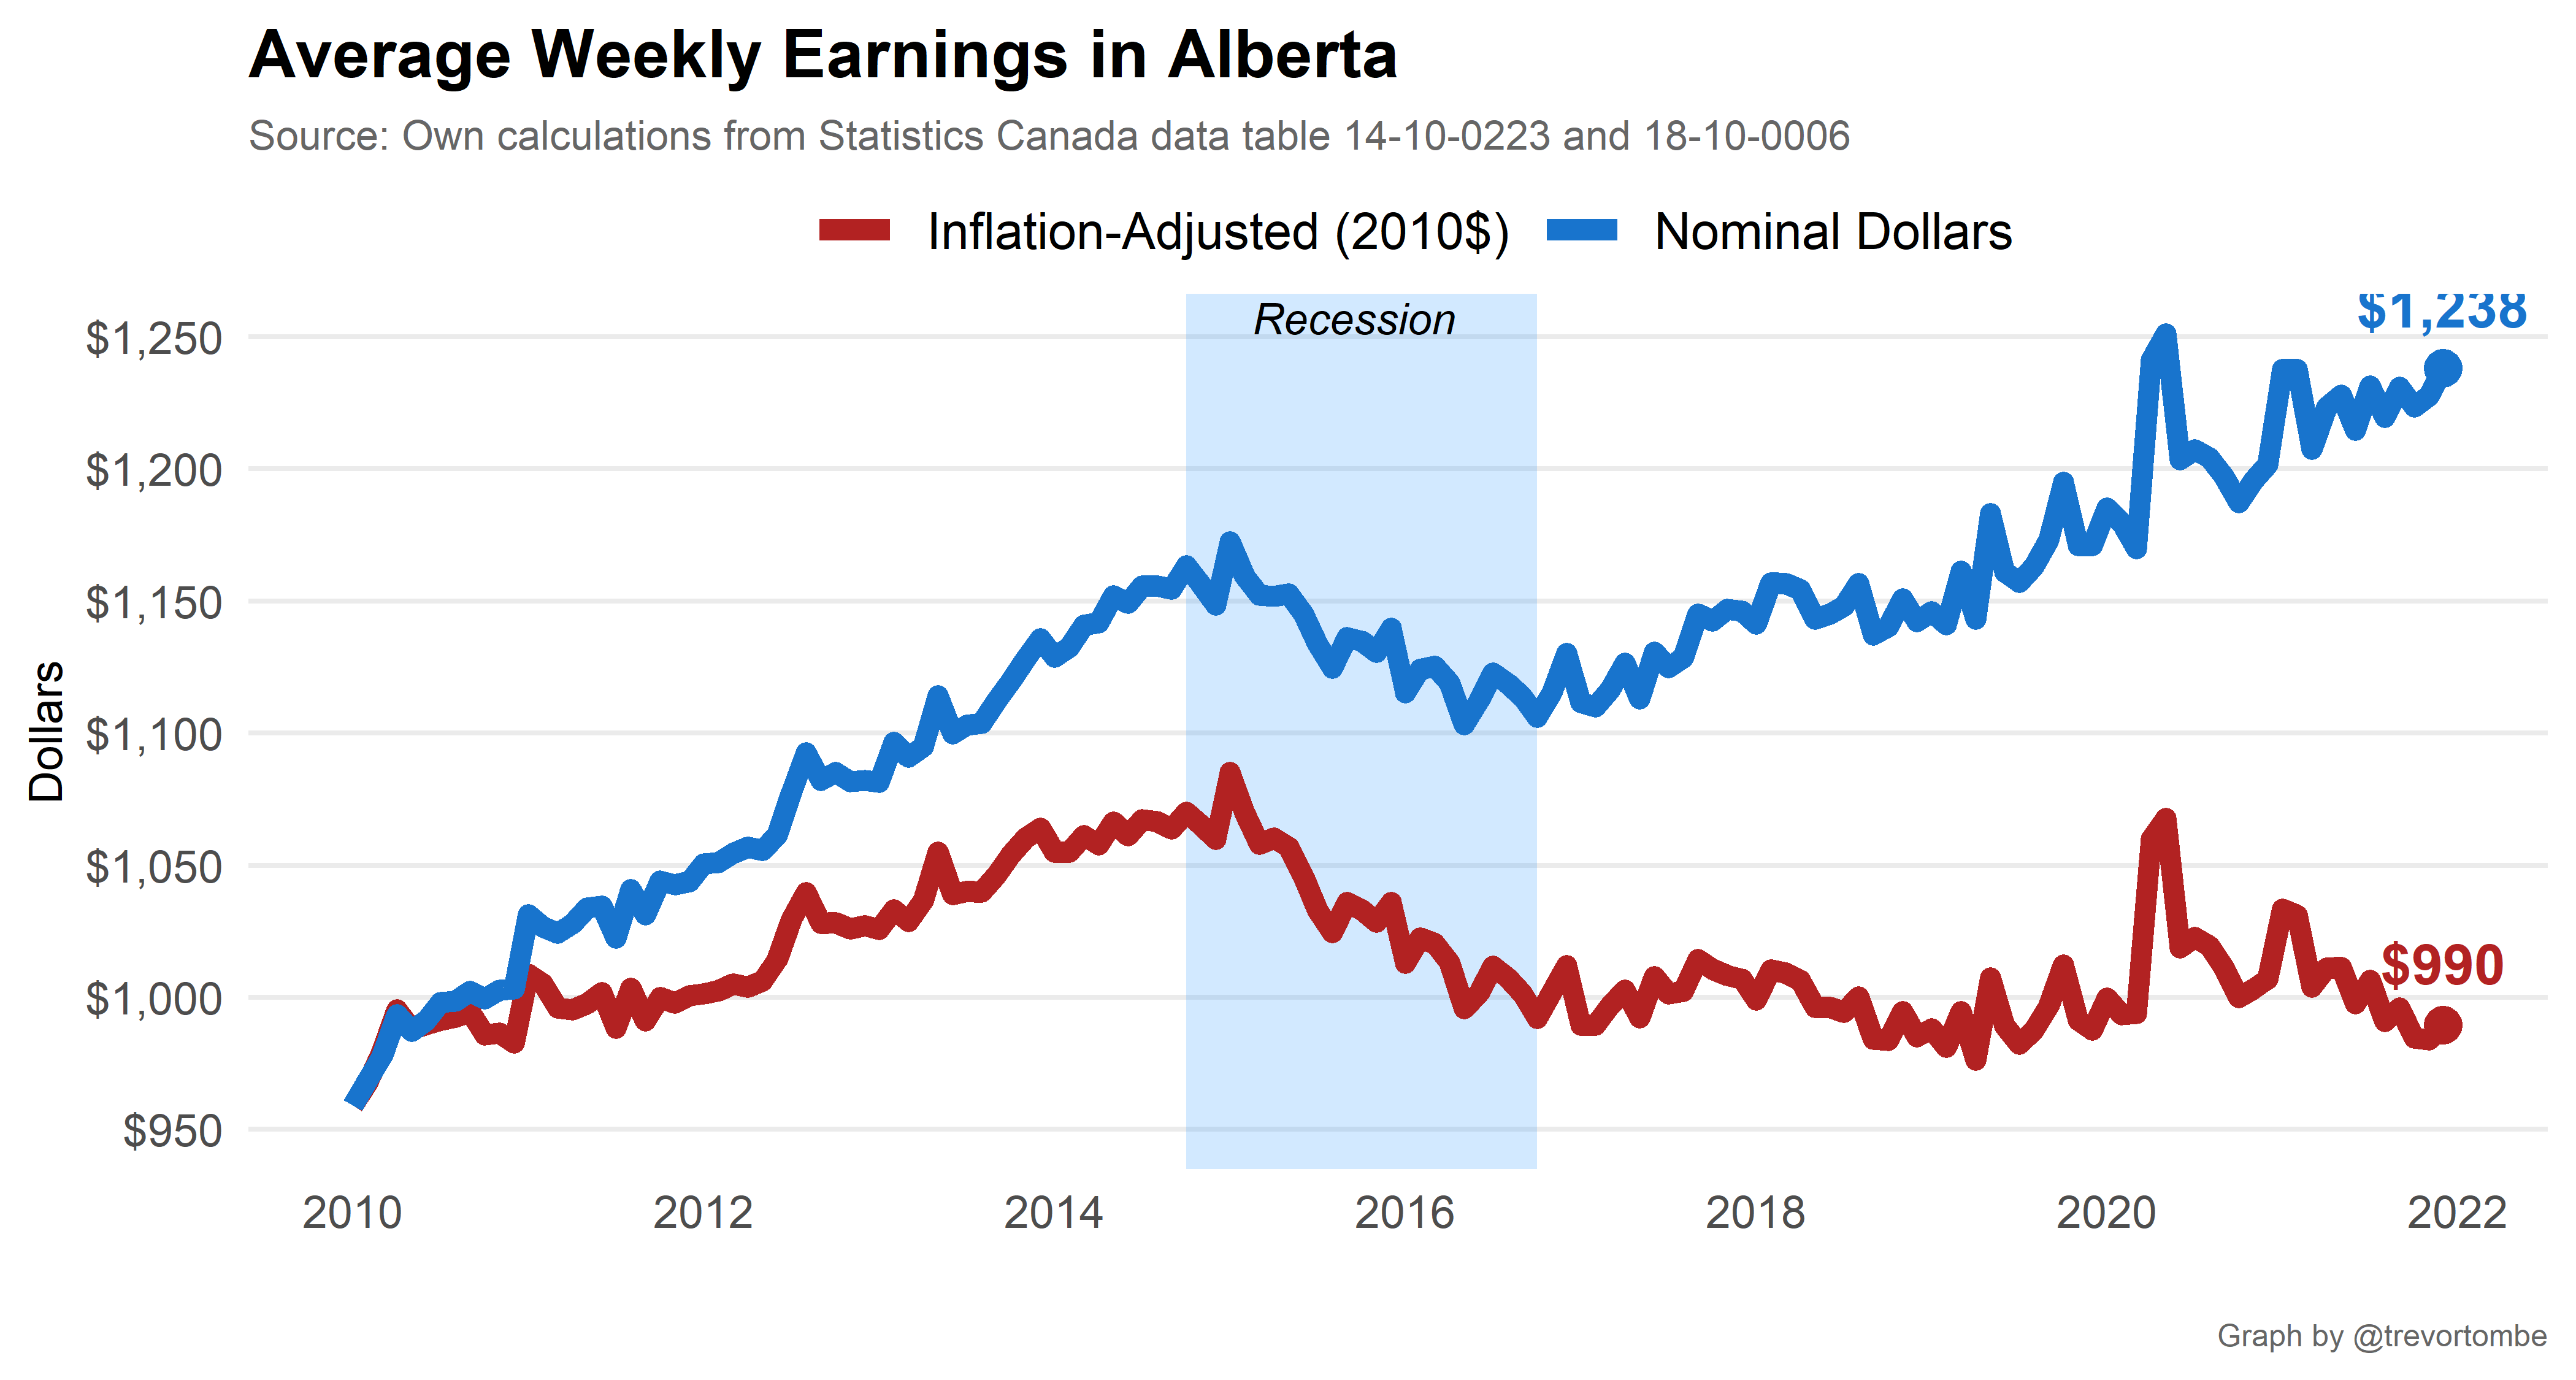 Average Weekly Earnings in Alberta
Source: Own calculations from Statistics Canada data table 14-10-0223 and 18-10-0006
Inflation-Adjusted (2010$) Nominal Dollars
Recession
$1,238
$1,250
$1,200
$1,150
$1,100
$1,050
$1,000
$950
Dollars
$990
2010 2012 2014 2016 2018 2020 2022
Graph by @trevortombe